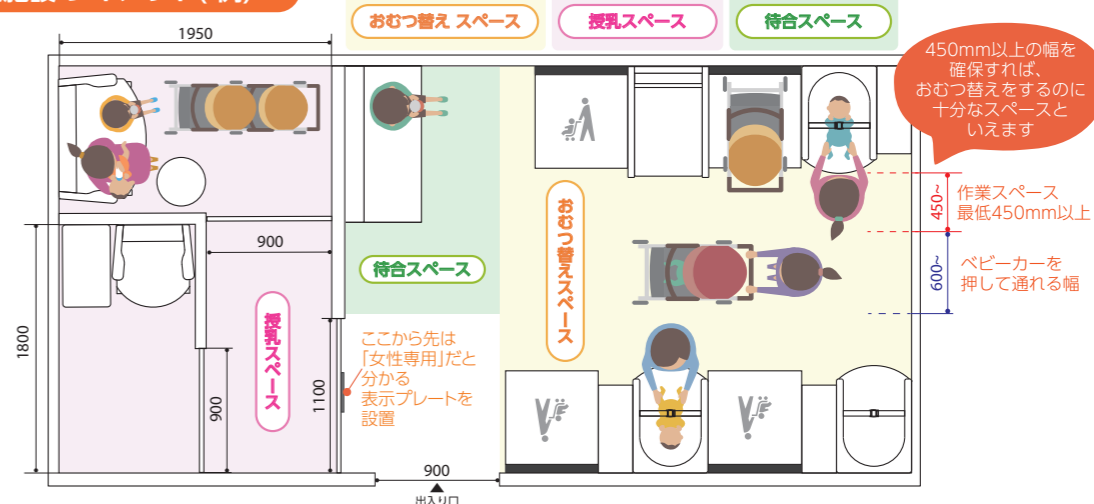 おむつ替え スペース
授乳スペース
待合スペース
1950
450mm以上の幅を
確保すれば、
おむつ替えをするのに
十分なスペースと
いえます
450~
作業スペース
最低450mm以上
600~
ベビーカーを
押して通れる幅
おむつ替えスペース
待合スペース
900
授乳スペース
1800
900
1100
ここから先は
「女性専用」だと
分かる
表示プレートを
設置
900
出入り口